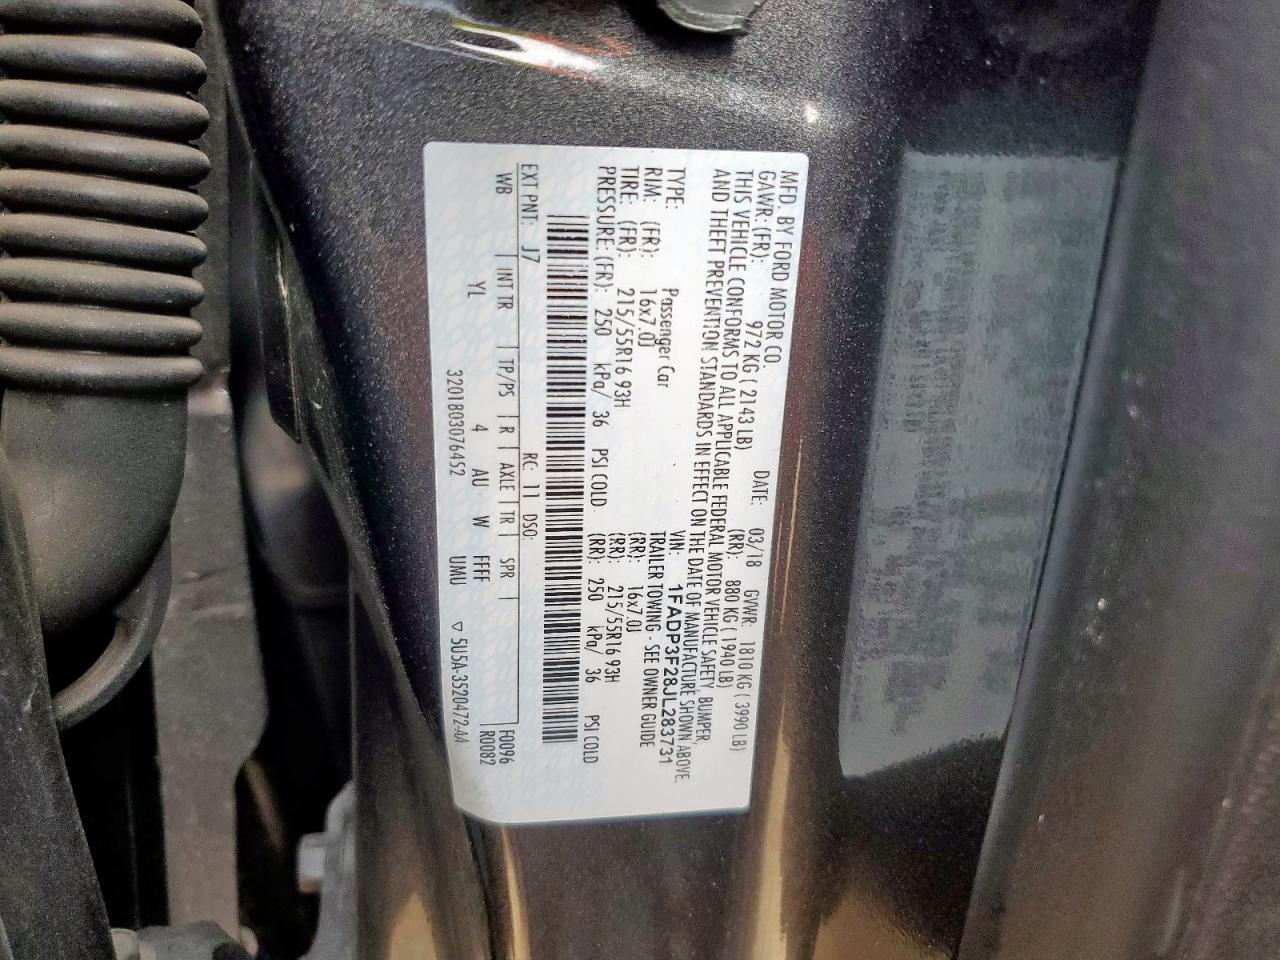 MFD. BY FORD MOTOR CO. DATE: 03/18 GVWR: 1810 KG ( 3990 LB)
GAWR: (FR): 972 KG ( 2143 LB) (RR): 880 KG ( 1940 LB)
THIS VEHICLE CONFORMS TO ALL APPLICABLE FEDERAL MOTOR VEHICLE SAFETY, BUMPER,
AND THEFT PREVENTION STANDARDS IN EFFECT ON THE DATE OF MANUFACTURE SHOWN ABOVE.
VIN: 1FADP3F28JL283731
TYPE: Passenger Car TRAILER TOWING - SEE OWNER GUIDE
RIM: (FR): 16x7.0J (RR): 16x7.0J
TIRE: (FR): 215/55R16 93H (RR): 215/55R16 93H
PRESSURE: (FR): 250 kPa/ 36 PSI COLD (RR): 250 kPa/ 36 PSI COLD
EXT PNT: J7 RC: 11 DSO: F0096
WB INT TR TP/PS R AXLE TR SPR R0082
YL 4 AU W FFFF
3201803076452 UMU ▽ 5U5A-3520472-AA